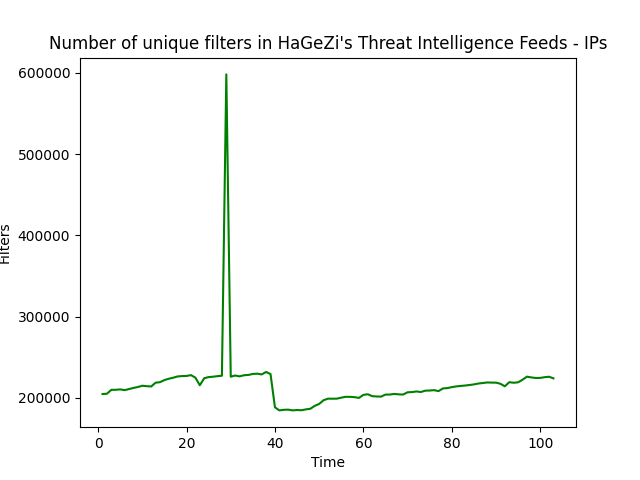 Number of unique filters in HaGeZi's Threat Intelligence Feeds - IPs
600000
500000
400000
300000
200000
Filters
0 20 40 60 80 100
Time